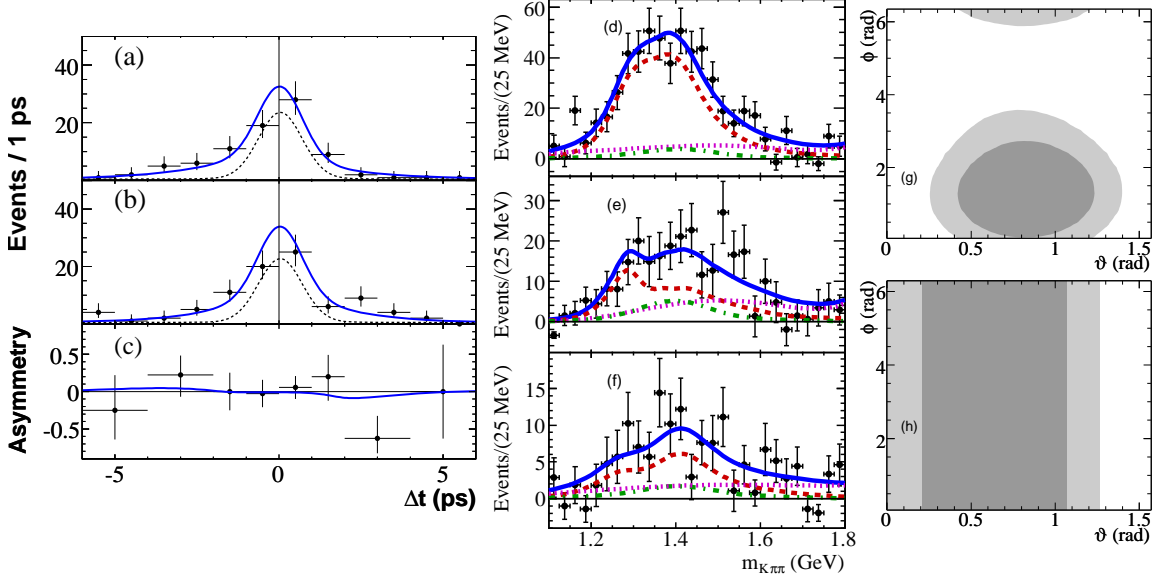 (a)
40
20
Events / 1 ps
(b)
40
20
(c)
0.5
0
-0.5
Asymmetry
-5
0
5
Δt (ps)
(d)
60
40
20
0
Events/(25 MeV)
(e)
30
20
10
0
Events/(25 MeV)
(f)
15
10
5
0
Events/(25 MeV)
1.2
1.4
1.6
1.8
m Kππ (GeV)
ϕ (rad)
6
4
2
(g)
0
0.5
1
1.5
ϑ (rad)
ϕ (rad)
6
4
2
(h)
0
0.5
1
1.5
ϑ (rad)